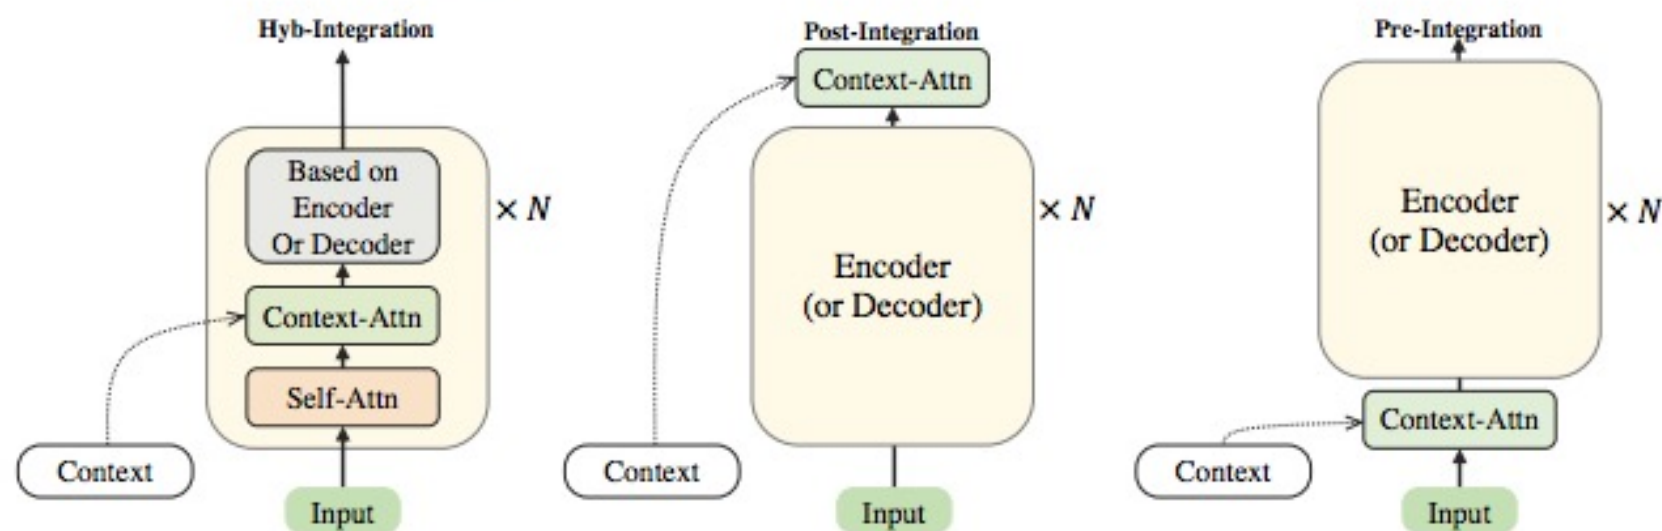 Hyb-Integration
Based on
Encoder
Or Decoder
× N
Context-Attn
Self-Attn
Context
Input
Post-Integration
Context-Attn
Encoder
(or Decoder)
× N
Context
Input
Pre-Integration
Encoder
(or Decoder)
× N
Context-Attn
Context
Input